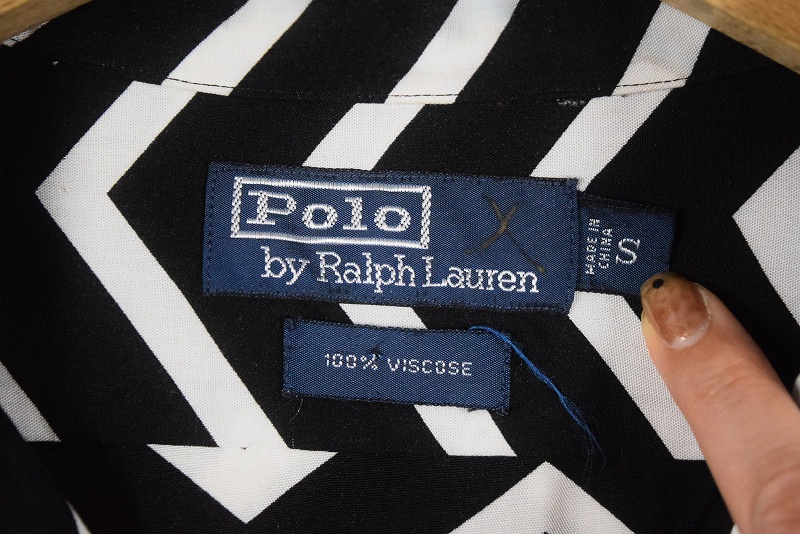 Polo
by Ralph Lauren
MADE IN
CHINA
S
100% VISCOSE